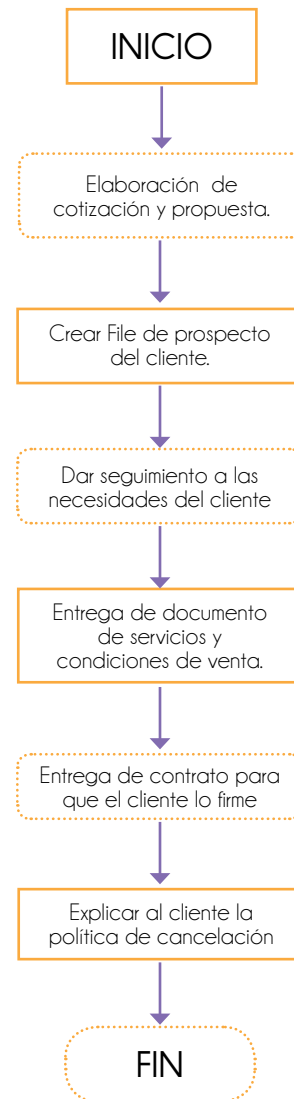 INICIO
Elaboración de
cotización y propuesta.
Crear File de prospecto
del cliente.
Dar seguimiento a las
necesidades del cliente
Entrega de documento
de servicios y
condiciones de venta.
Entrega de contrato para
que el cliente lo firme
Explicar al cliente la
política de cancelación
FIN